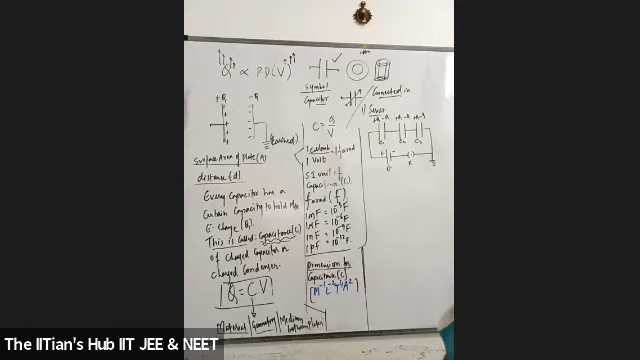 Q ∝ P.D(V)
+Q -Q
(Earthed)
Surface Area of Plate (A)
distance (d)
Every Capacitor has a
Certain Capacity to hold Max
E. Charge (Q)
This is called: Capacitance (C)
of Charged Capacitor or
Charged Condenser.
Q = CV
Material | Geometry | Medium
between plates
Symbol
Capacitor
C = Q/V
1 Coulomb
1 Volt
= 1 Farad
S.I unit of
Capacitance (C)
farad (f)
1mF = 10⁻³F
1μF = 10⁻⁶F
1nF = 10⁻⁹F
1pF = 10⁻¹²F
Dimension for
Capacitance (C)
[M⁻¹L⁻²T⁴A²]
Connected in
1) Series
+Q -Q +Q -Q +Q -Q
The IITian's Hub IIT JEE & NEET